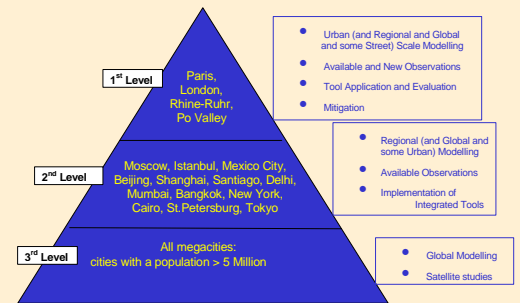 1st Level
Paris,
London,
Rhine-Ruhr,
Po Valley
• Urban (and Regional and Global
and some Street) Scale Modelling
• Available and New Observations
• Tool Application and Evaluation
• Mitigation
2nd Level
Moscow, Istanbul, Mexico City,
Beijing, Shanghai, Santiago, Delhi,
Mumbai, Bangkok, New York,
Cairo, St.Petersburg, Tokyo
• Regional (and Global and
some Urban) Modelling
• Available Observations
• Implementation of
Integrated Tools
3rd Level
All megacities:
cities with a population > 5 Million
• Global Modelling
• Satellite studies